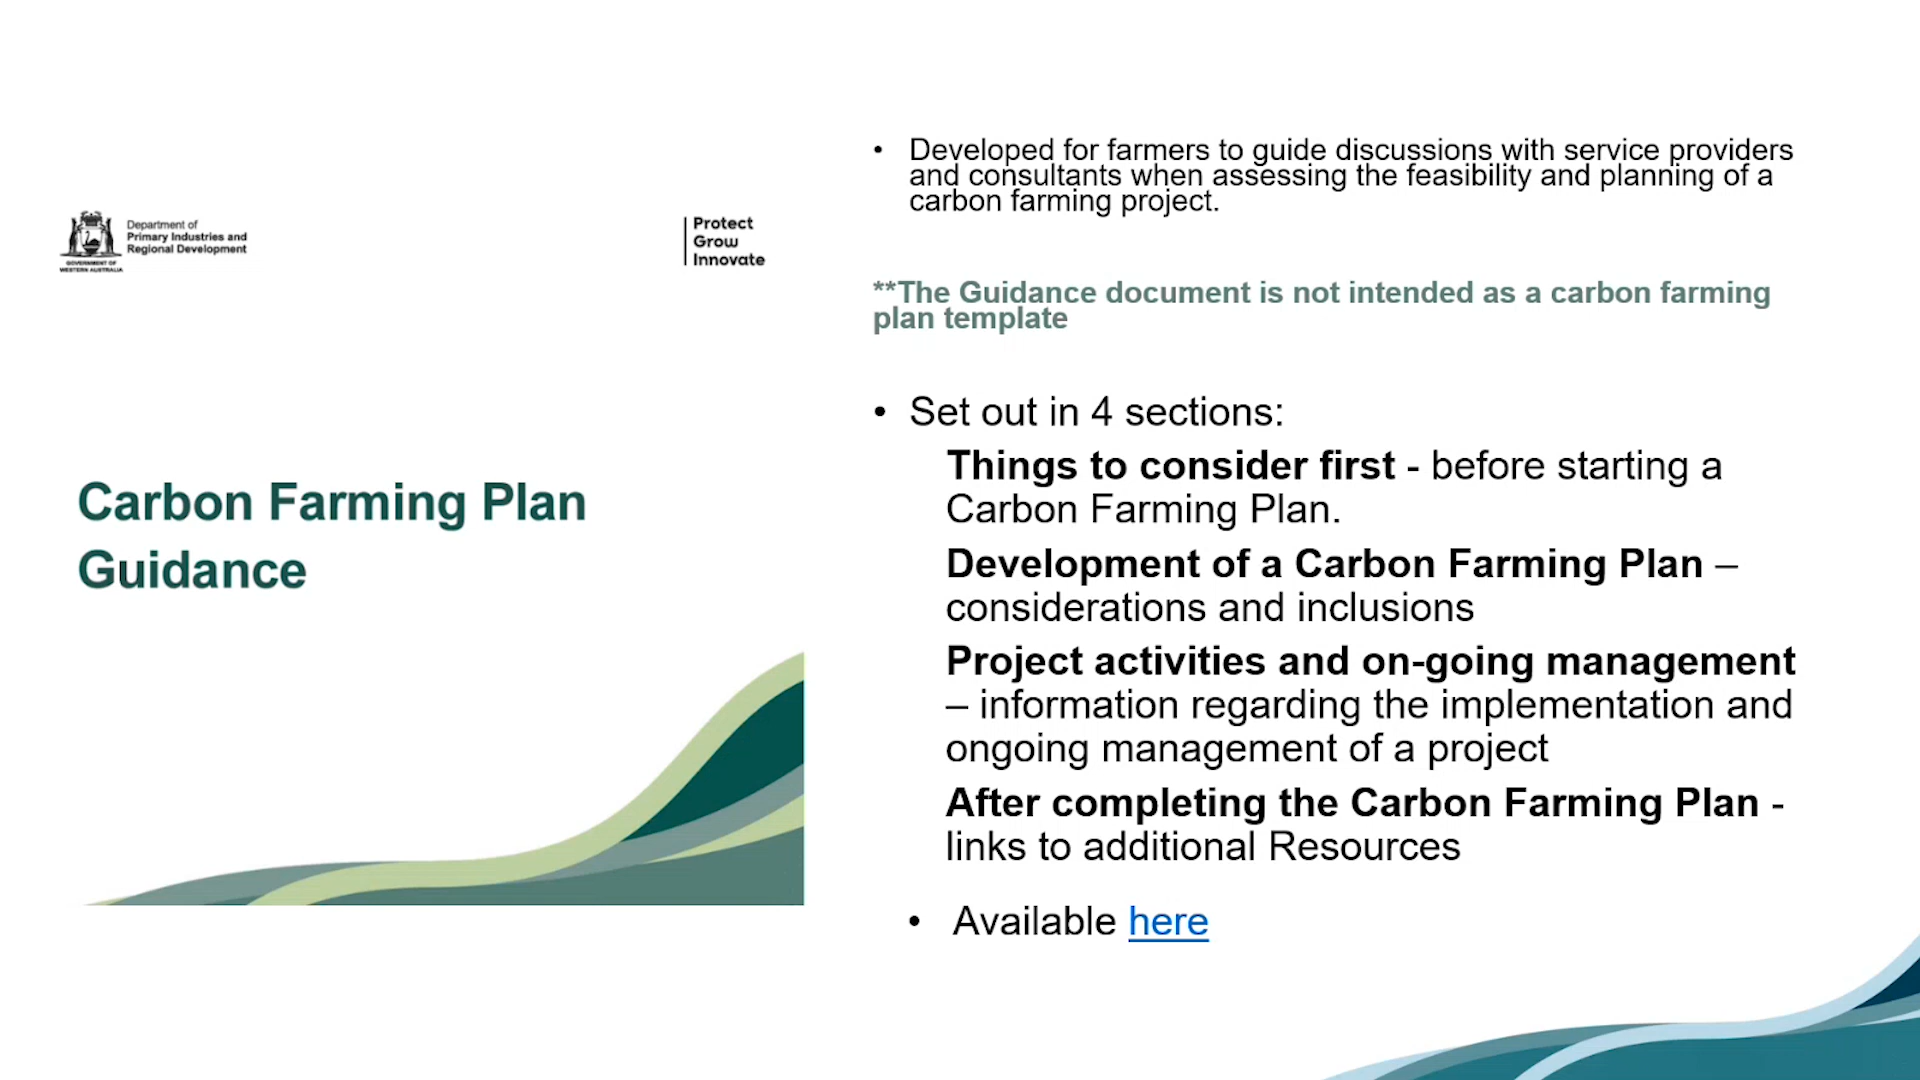 Department of
Primary Industries and
Regional Development
GOVERNMENT OF
WESTERN AUSTRALIA
Protect
Grow
Innovate
Carbon Farming Plan
Guidance
• Developed for farmers to guide discussions with service providers
and consultants when assessing the feasibility and planning of a
carbon farming project.
**The Guidance document is not intended as a carbon farming
plan template
• Set out in 4 sections:
Things to consider first - before starting a
Carbon Farming Plan.
Development of a Carbon Farming Plan –
considerations and inclusions
Project activities and on-going management
– information regarding the implementation and
ongoing management of a project
After completing the Carbon Farming Plan -
links to additional Resources
• Available here